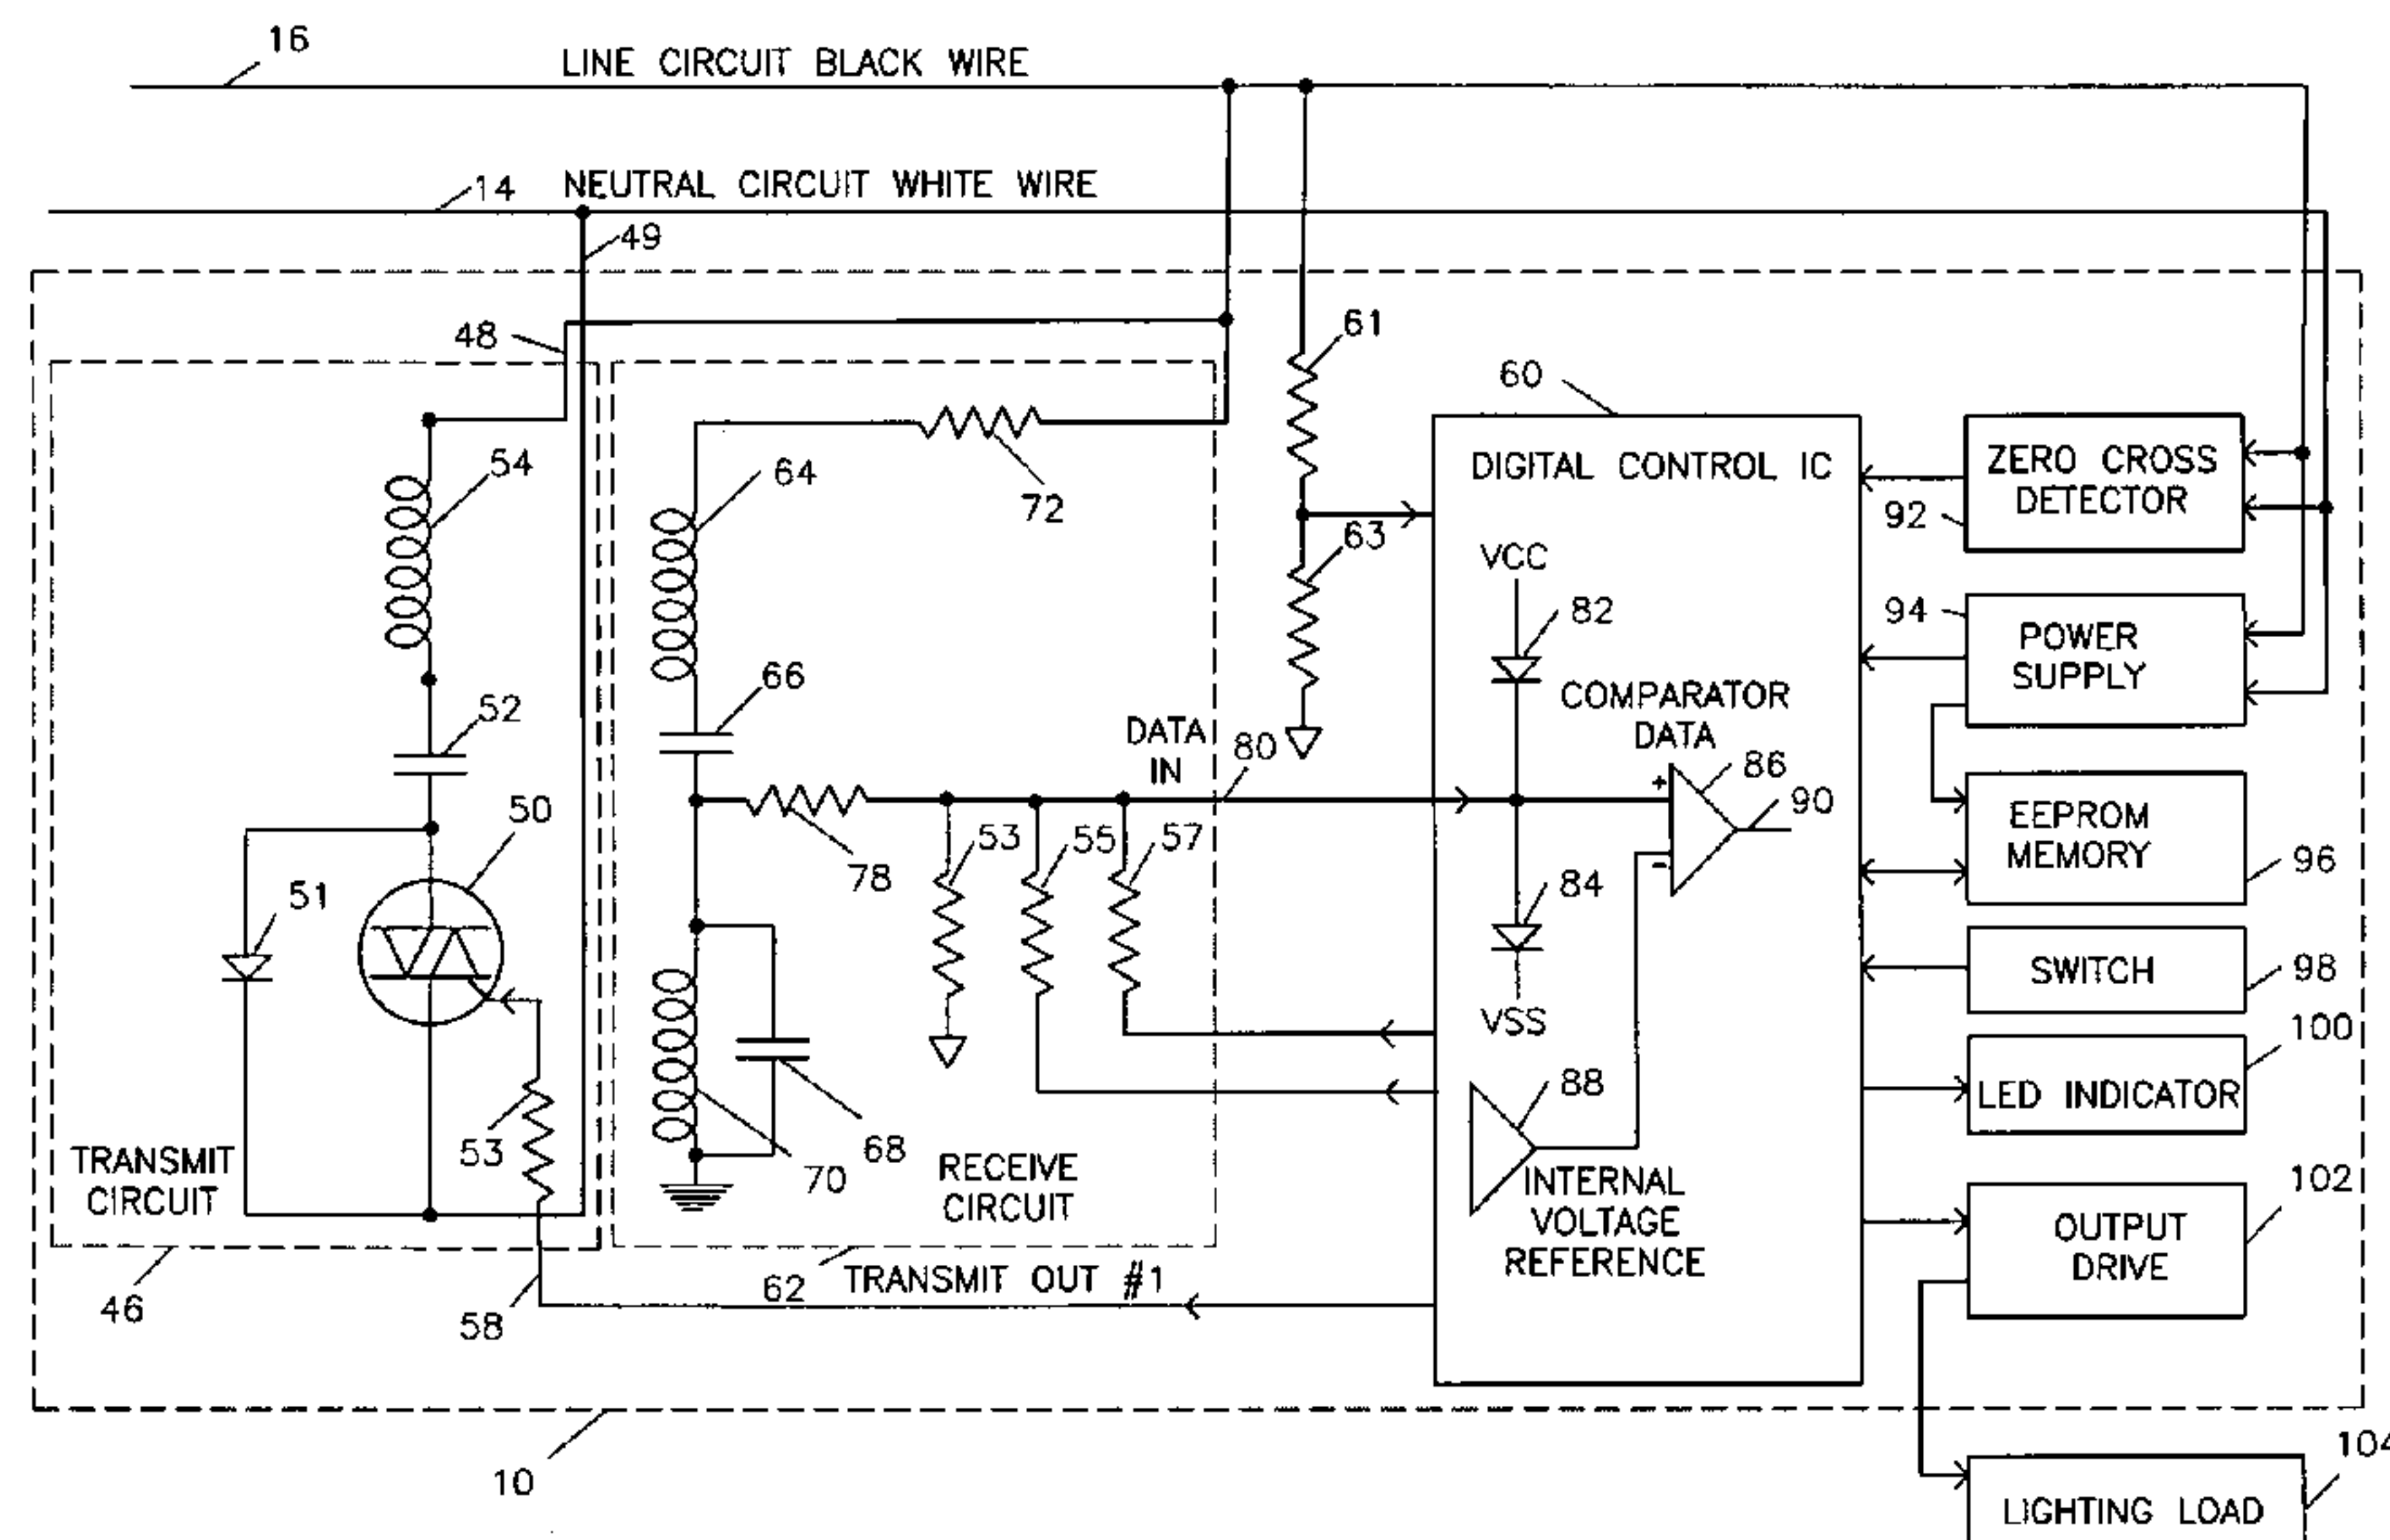 16
LINE CIRCUIT BLACK WIRE
14
NEUTRAL CIRCUIT WHITE WIRE
49
48
61
60
54
64
72
DIGITAL CONTROL IC
ZERO CROSS
DETECTOR
92
63
VCC
82
94
POWER
SUPPLY
52
66
COMPARATOR
DATA
DATA
IN
80
+
86
50
90
EEPROM
MEMORY
96
53
55
57
-
78
51
84
SWITCH
98
VSS
100
88
LED INDICATOR
53
68
70
TRANSMIT
CIRCUIT
RECEIVE
CIRCUIT
INTERNAL
VOLTAGE
REFERENCE
102
OUTPUT
DRIVE
46
58
62
TRANSMIT OUT #1
10
104
LIGHTING LOAD